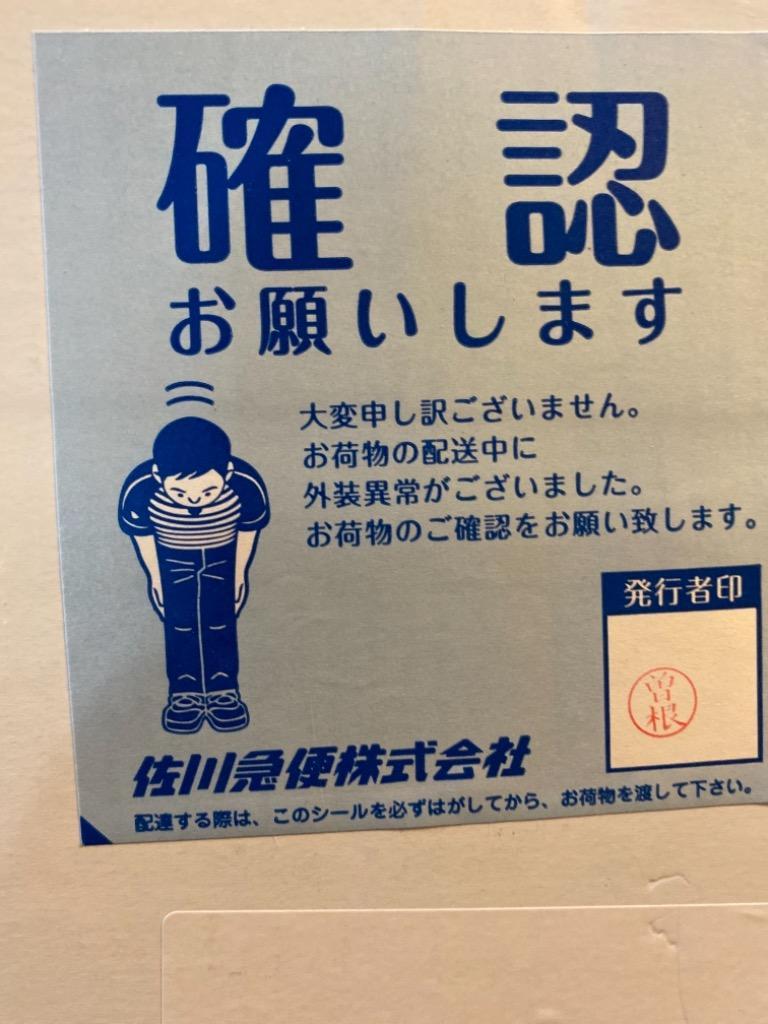 確認
お願いします
大変申し訳ございません。
お荷物の配送中に
外装異常がございました。
お荷物のご確認をお願い致します。
発行者印
曽根
佐川急便株式会社
配達する際は、このシールを必ずはがしてから、お荷物を渡して下さい。